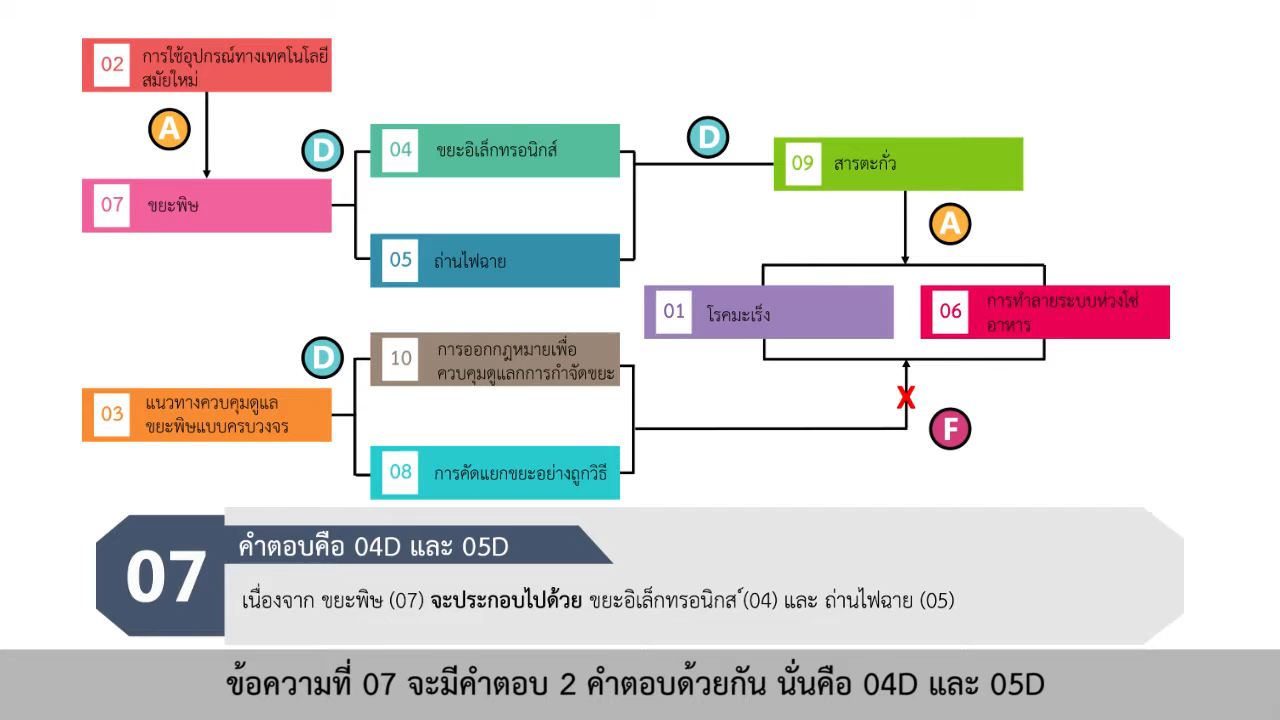 02 การใช้อุปกรณ์ทางเทคโนโลยี
สมัยใหม่
A
D
04 ขยะอิเล็กทรอนิกส์
D
09 สารตะกั่ว
07 ขยะพิษ
A
05 ถ่านไฟฉาย
01 โรคมะเร็ง
06 การทำลายระบบห่วงโซ่
อาหาร
D
10 การออกกฎหมายเพื่อ
ควบคุมดูแลกการกำจัดขยะ
X
03 แนวทางควบคุมดูแล
ขยะพิษแบบครบวงจร
F
08 การคัดแยกขยะอย่างถูกวิธี
07
คำตอบคือ 04D และ 05D
เนื่องจาก ขยะพิษ (07) จะประกอบไปด้วย ขยะอิเล็กทรอนิกส์ (04) และ ถ่านไฟฉาย (05)
ข้อความที่ 07 จะมีคำตอบ 2 คำตอบด้วยกัน นั่นคือ 04D และ 05D